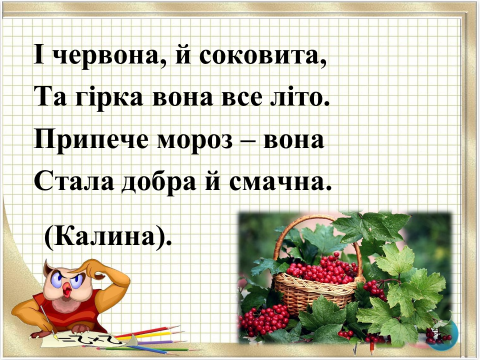 І червона, й соковита,
Та гірка вона все літо.
Припече мороз – вона
Стала добра й смачна.
(Калина).